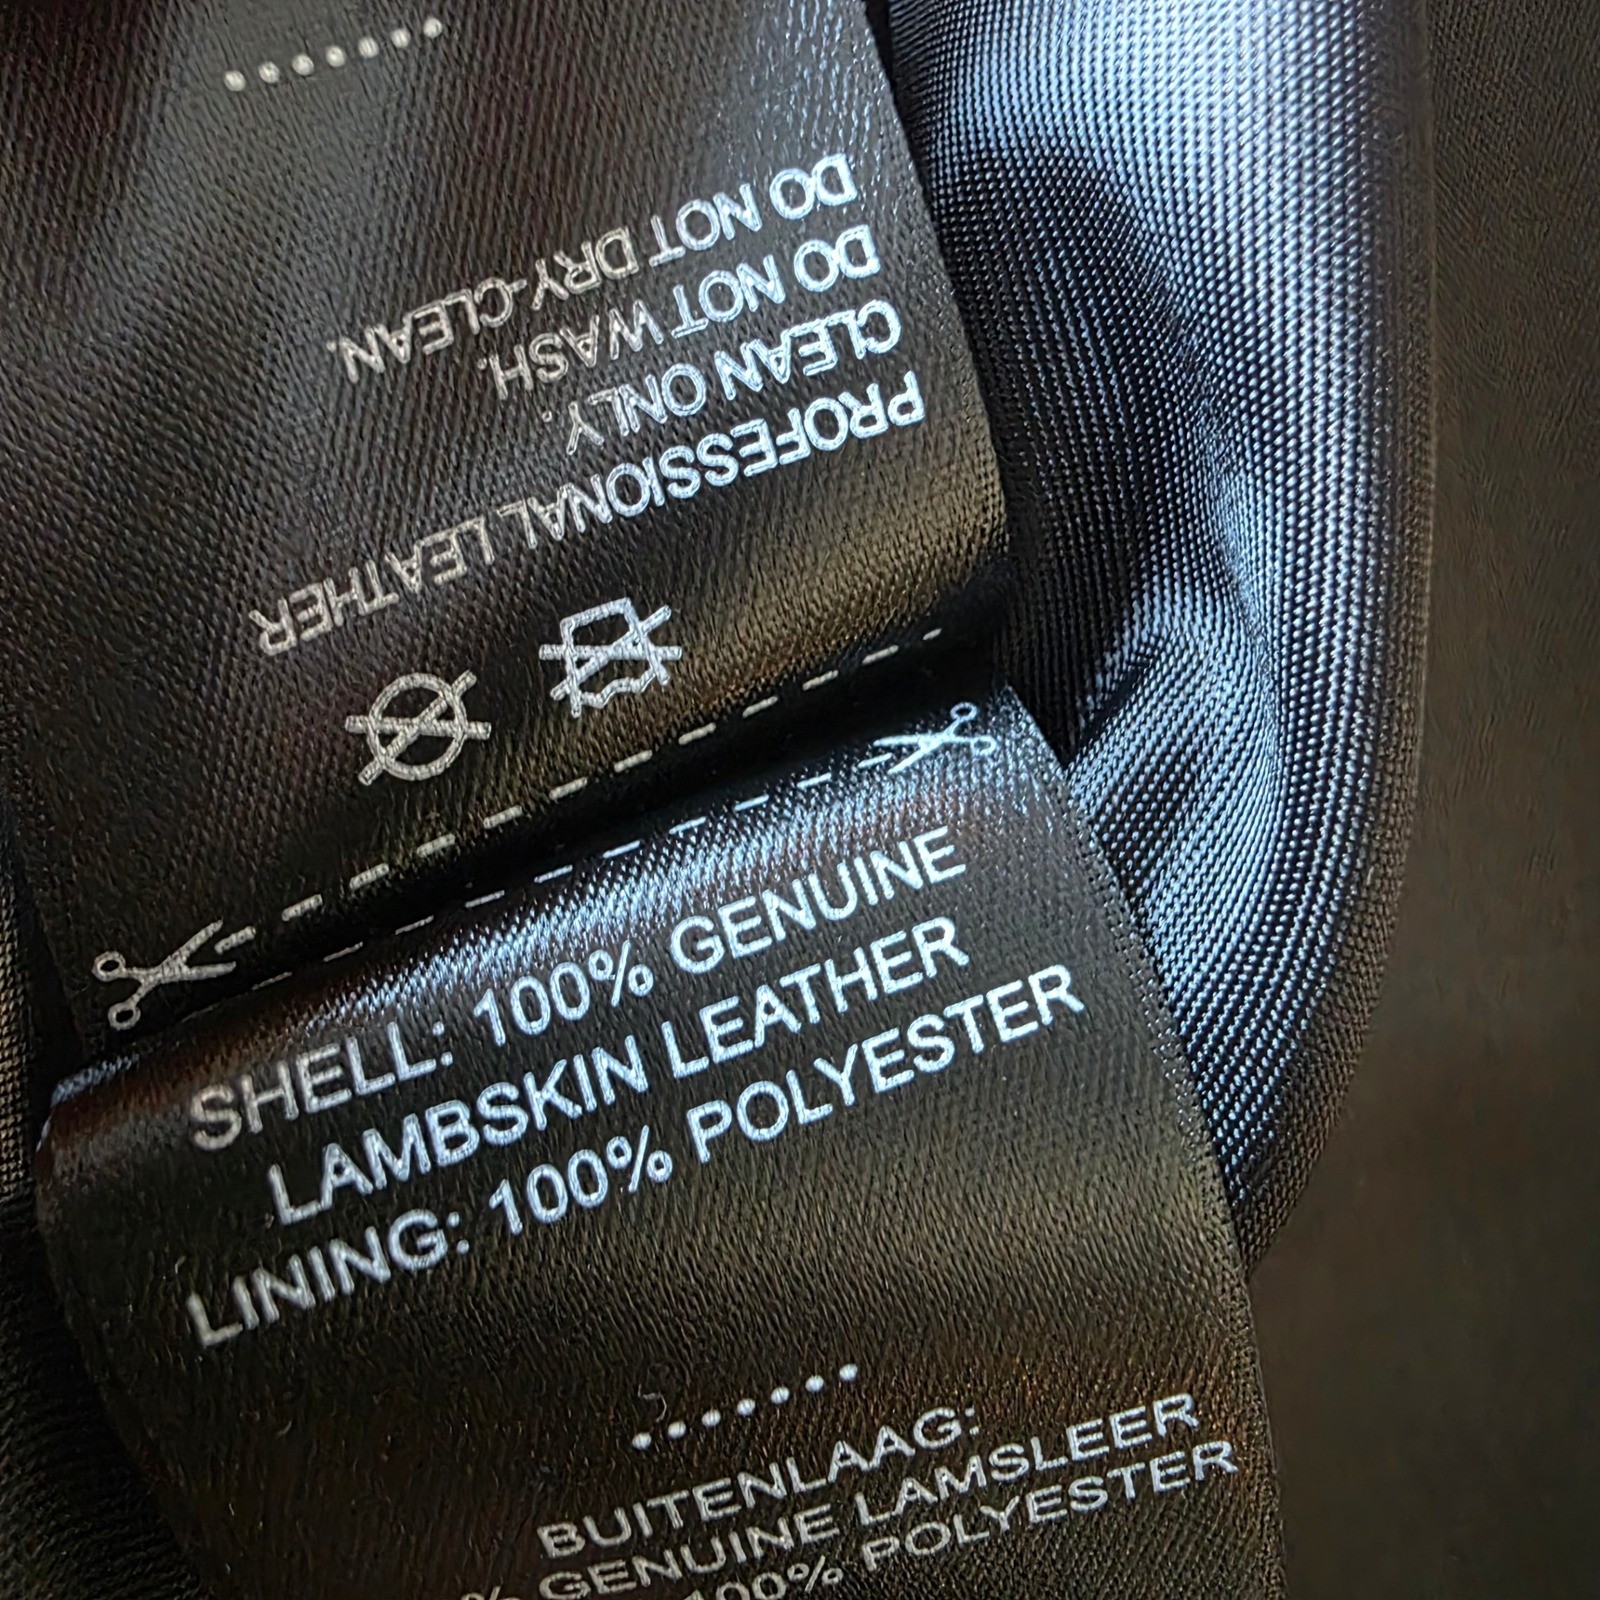 PROFESSIONAL LEATHER
CLEAN ONLY.
DO NOT WASH.
DO NOT DRY-CLEAN.
SHELL: 100% GENUINE
LAMBSKIN LEATHER
LINING: 100% POLYESTER
BUITENLAAG:
% GENUINE LAMSLEER
100% POLYESTER